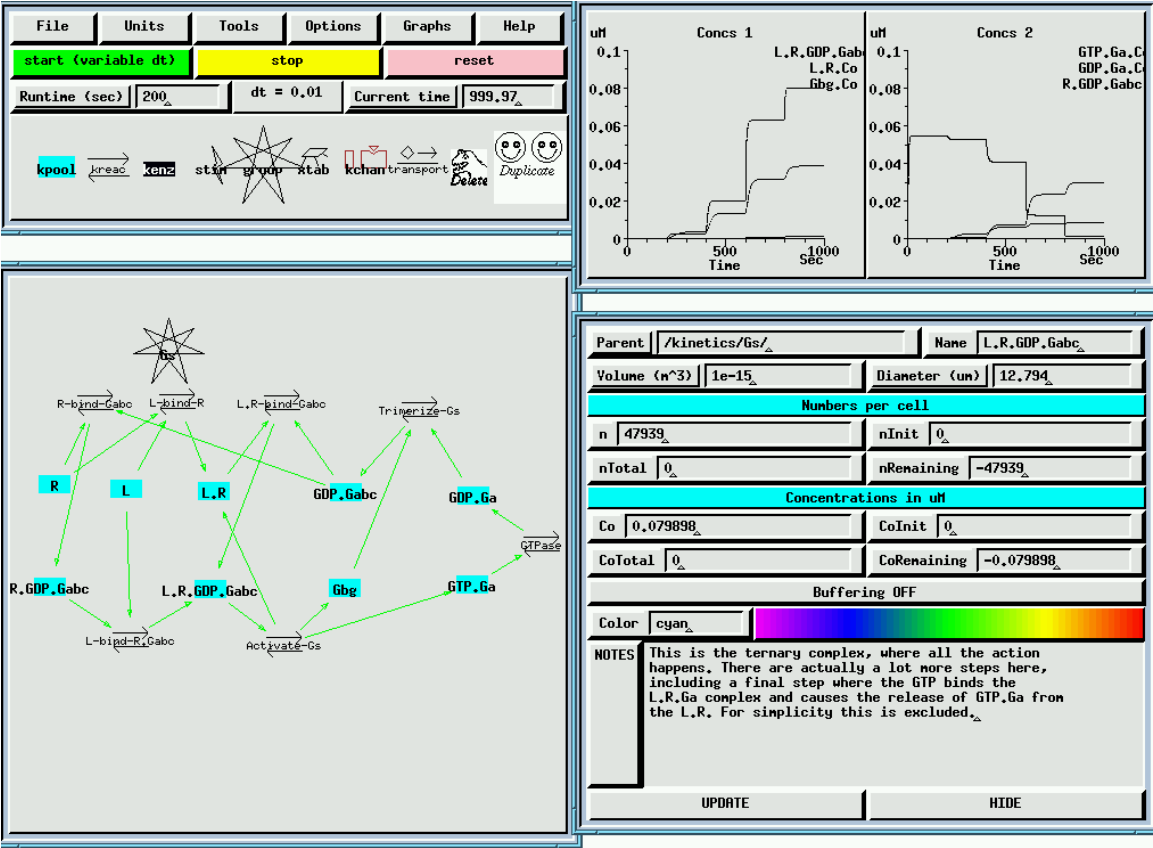 File Units Tools Options Graphs Help
start (variable dt) stop reset
Runtime (sec) 200 dt = 0.01 Current time 999.97
kpool kreac kenz stim group xtab kchan transport Delete Duplicate
uM Concs 1
L.R.GDP.Gabc
L.R.Co
Gbg.Co
0.1
0.08
0.06
0.04
0.02
0
0 500 1000
Time Sec
uM Concs 2
GTP.Ga.Co
GDP.Ga.Co
R.GDP.Gabc
0.1
0.08
0.06
0.04
0.02
0
0 500 1000
Time Sec
Gs
R-bind-Gabc L-bind-R L.R-bind-Gabc Trimerize-Gs
R L L.R GDP.Gabc GDP.Ga
GTPase
R.GDP.Gabc L.R.GDP.Gabc Gbg GTP.Ga
L-bind-R.Gabc Activate-Gs
Parent /kinetics/Gs/ Name L.R.GDP.Gabc
Volume (m^3) 1e-15 Diameter (um) 12.794
Numbers per cell
n 47939 nInit 0
nTotal 0 nRemaining -47939
Concentrations in uM
Co 0.079898 CoInit 0
CoTotal 0 CoRemaining -0.079898
Buffering OFF
Color cyan
NOTES
This is the ternary complex, where all the action
happens. There are actually a lot more steps here,
including a final step where the GTP binds the
L.R.Ga complex and causes the release of GTP.Ga from
the L.R. For simplicity this is excluded.
UPDATE HIDE